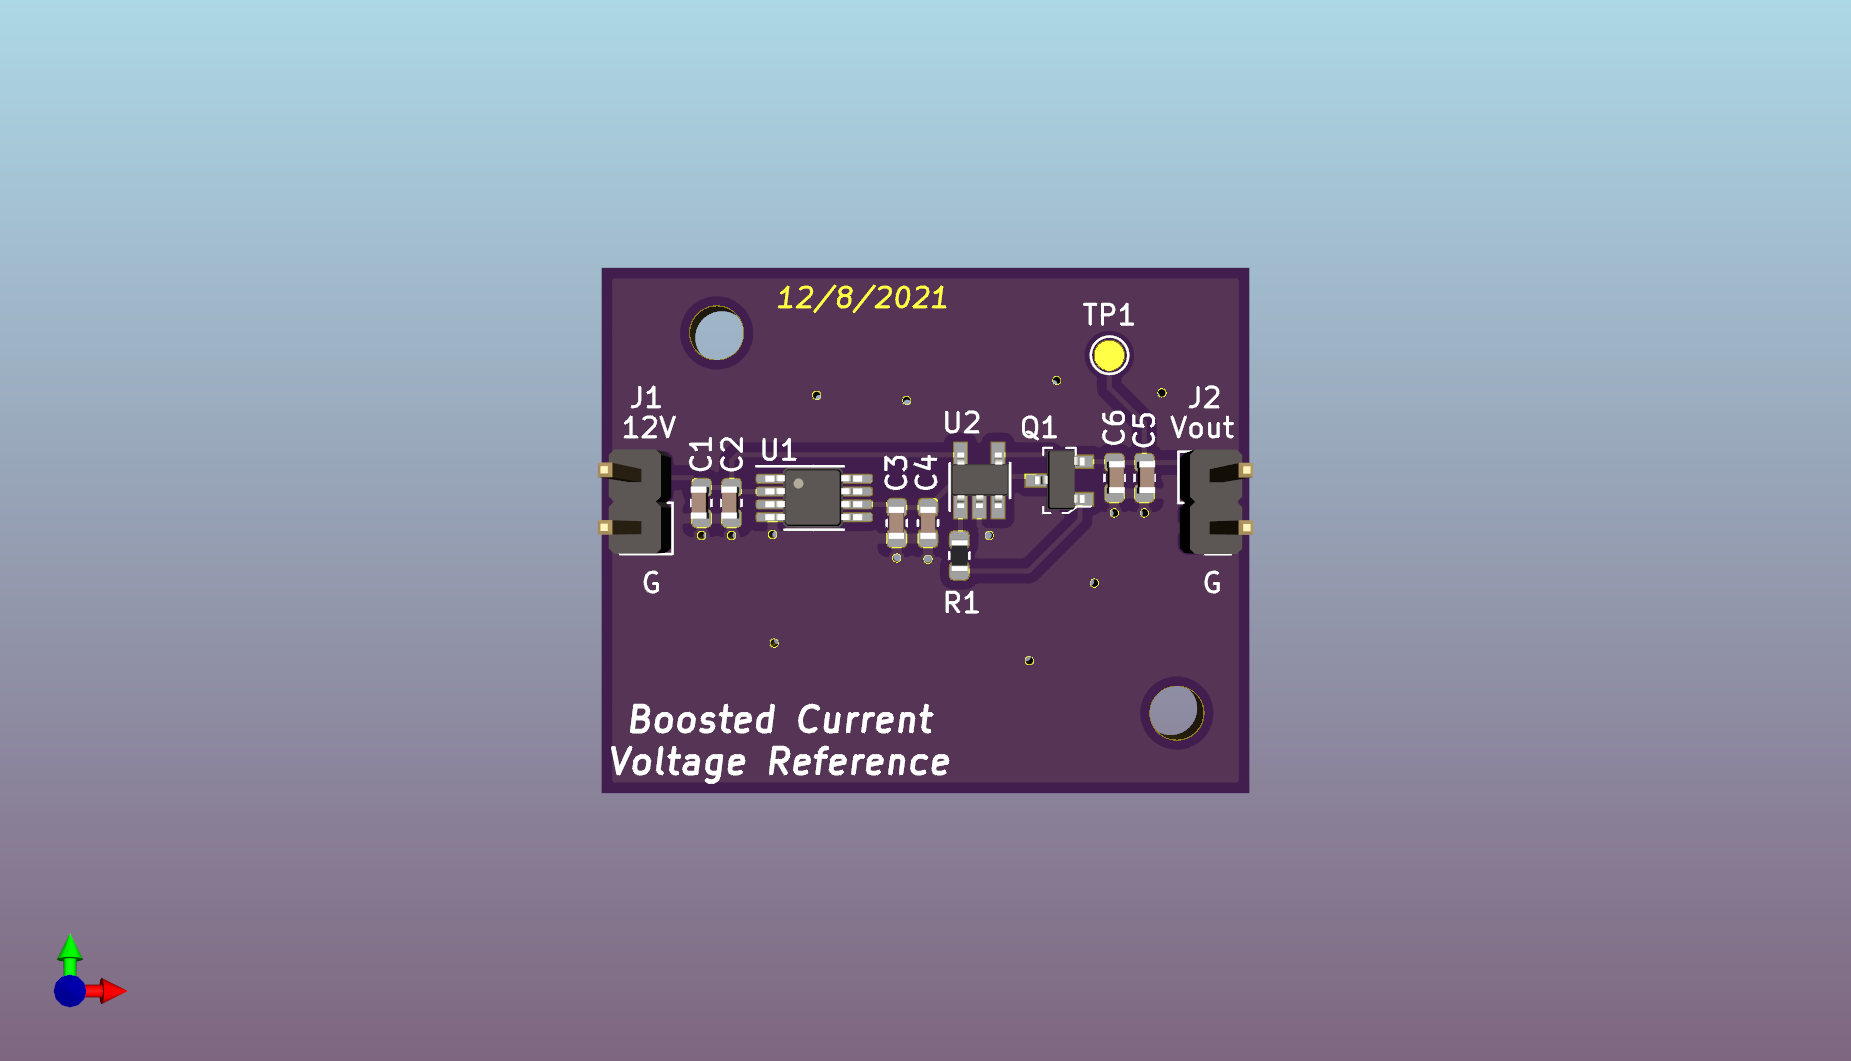 12/8/2021
TP1
J1
12V
J2
Vout
C1
C2
U1
C3
C4
U2
Q1
C6
C5
G
G
R1
Boosted Current
Voltage Reference